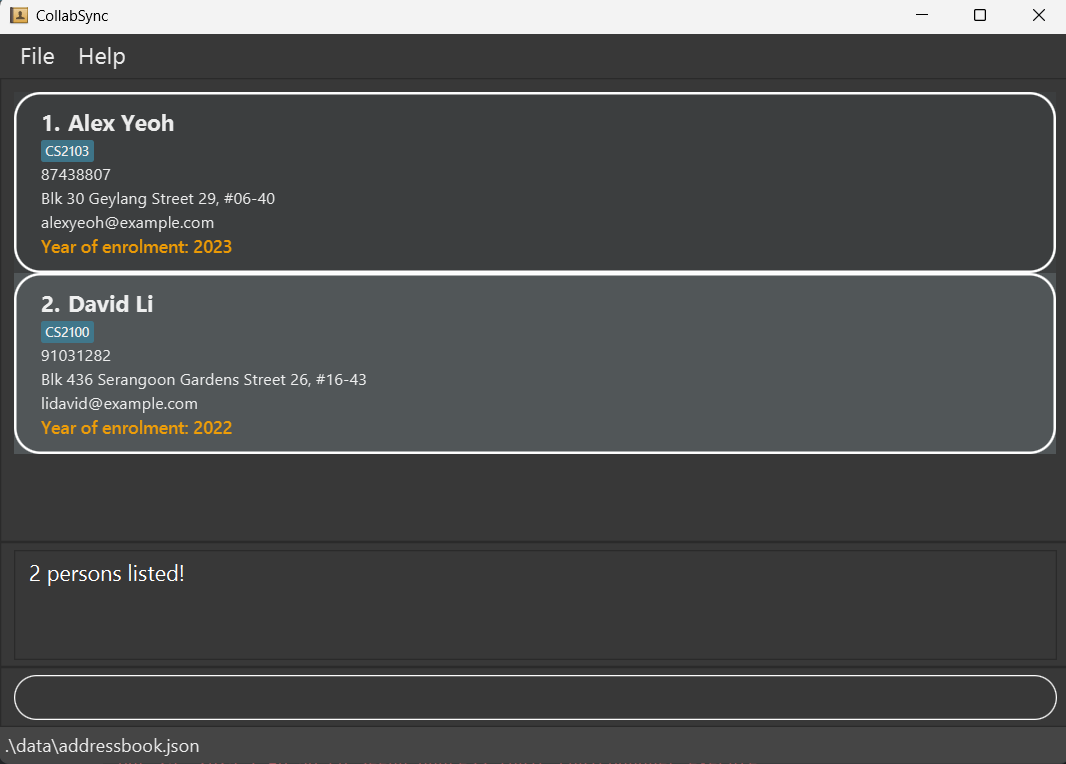 CollabSync
File Help
1. Alex Yeoh
CS2103
87438807
Blk 30 Geylang Street 29, #06-40
alexyeoh@example.com
Year of enrolment: 2023
2. David Li
CS2100
91031282
Blk 436 Serangoon Gardens Street 26, #16-43
lidavid@example.com
Year of enrolment: 2022
2 persons listed!
.\data\addressbook.json